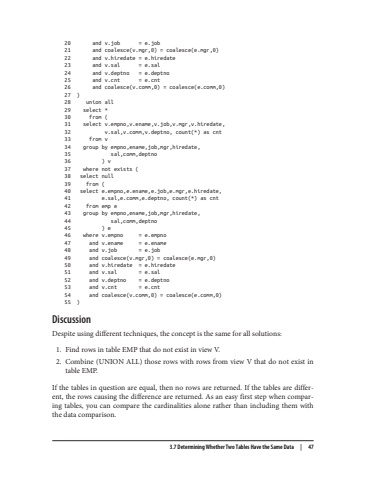 20 and v.job = e.job
21 and coalesce(v.mgr,0) = coalesce(e.mgr,0)
22 and v.hiredate = e.hiredate
23 and v.sal = e.sal
24 and v.deptno = e.deptno
25 and v.cnt = e.cnt
26 and coalesce(v.comm,0) = coalesce(e.comm,0)
27 )
28 union all
29 select *
30 from (
31 select v.empno,v.ename,v.job,v.mgr,v.hiredate,
32 v.sal,v.comm,v.deptno, count(*) as cnt
33 from v
34 group by empno,ename,job,mgr,hiredate,
35 sal,comm,deptno
36 ) v
37 where not exists (
38 select null
39 from (
40 select e.empno,e.ename,e.job,e.mgr,e.hiredate,
41 e.sal,e.comm,e.deptno, count(*) as cnt
42 from emp e
43 group by empno,ename,job,mgr,hiredate,
44 sal,comm,deptno
45 ) e
46 where v.empno = e.empno
47 and v.ename = e.ename
48 and v.job = e.job
49 and coalesce(v.mgr,0) = coalesce(e.mgr,0)
50 and v.hiredate = e.hiredate
51 and v.sal = e.sal
52 and v.deptno = e.deptno
53 and v.cnt = e.cnt
54 and coalesce(v.comm,0) = coalesce(e.comm,0)
55 )
Discussion
Despite using different techniques, the concept is the same for all solutions:
1. Find rows in table EMP that do not exist in view V.
2. Combine (UNION ALL) those rows with rows from view V that do not exist in
table EMP.
If the tables in question are equal, then no rows are returned. If the tables are differ-
ent, the rows causing the difference are returned. As an easy first step when compar-
ing tables, you can compare the cardinalities alone rather than including them with
the data comparison.
3.7 Determining Whether Two Tables Have the Same Data | 47